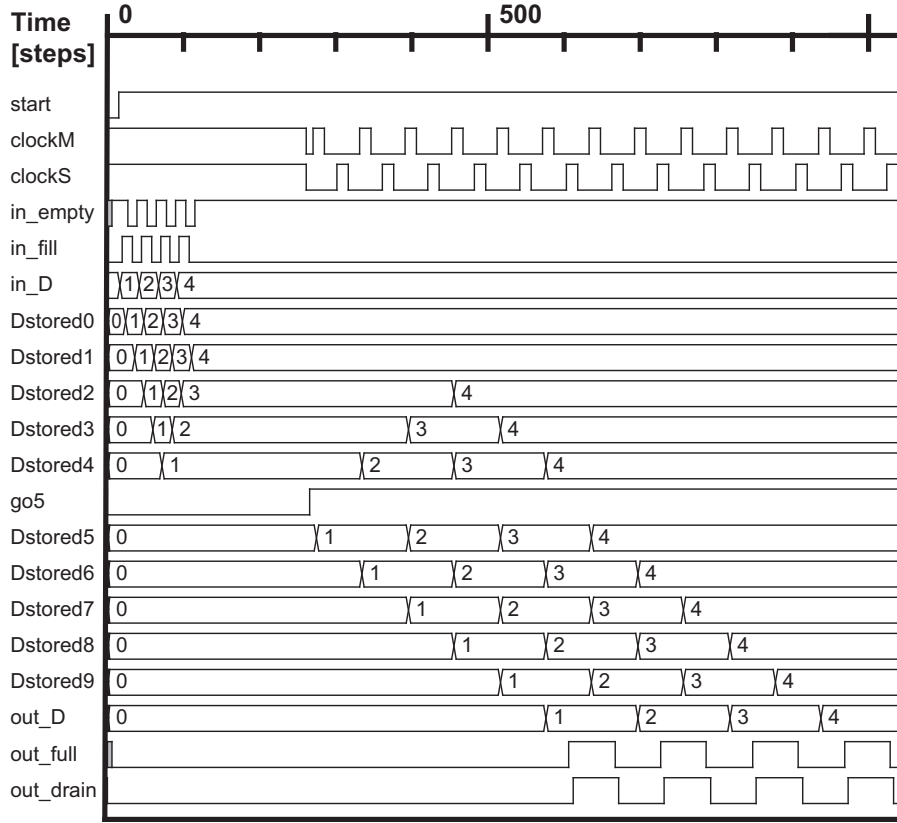 Time 0 500
[steps]
start
clockM
clockS
in_empty
in_fill
in_D 1 2 3 4
Dstored0 0 1 2 3 4
Dstored1 0 1 2 3 4
Dstored2 0 1 2 3 4
Dstored3 0 1 2 3 4
Dstored4 0 1 2 3 4
go5
Dstored5 0 1 2 3 4
Dstored6 0 1 2 3 4
Dstored7 0 1 2 3 4
Dstored8 0 1 2 3 4
Dstored9 0 1 2 3 4
out_D 0 1 2 3 4
out_full
out_drain